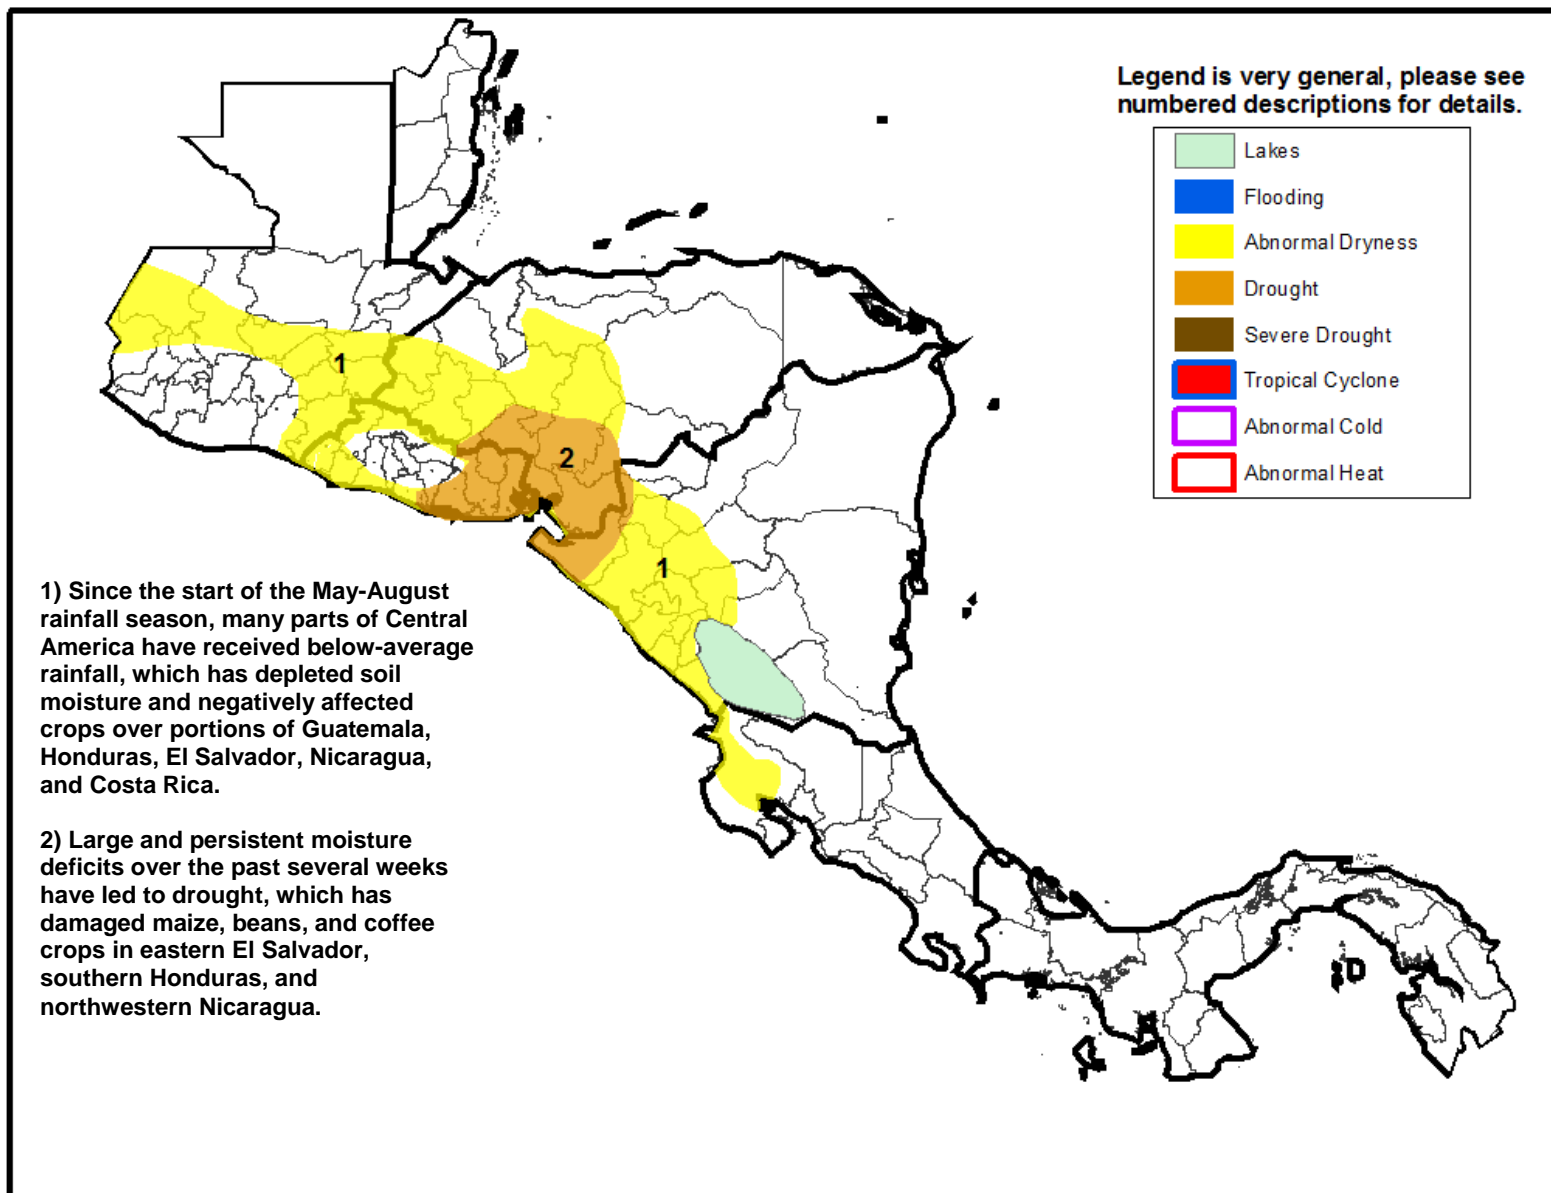 Legend is very general, please see
numbered descriptions for details.
Lakes
Flooding
Abnormal Dryness
Drought
Severe Drought
Tropical Cyclone
Abnormal Cold
Abnormal Heat
1
2
1
1) Since the start of the May-August
rainfall season, many parts of Central
America have received below-average
rainfall, which has depleted soil
moisture and negatively affected
crops over portions of Guatemala,
Honduras, El Salvador, Nicaragua,
and Costa Rica.
2) Large and persistent moisture
deficits over the past several weeks
have led to drought, which has
damaged maize, beans, and coffee
crops in eastern El Salvador,
southern Honduras, and
northwestern Nicaragua.